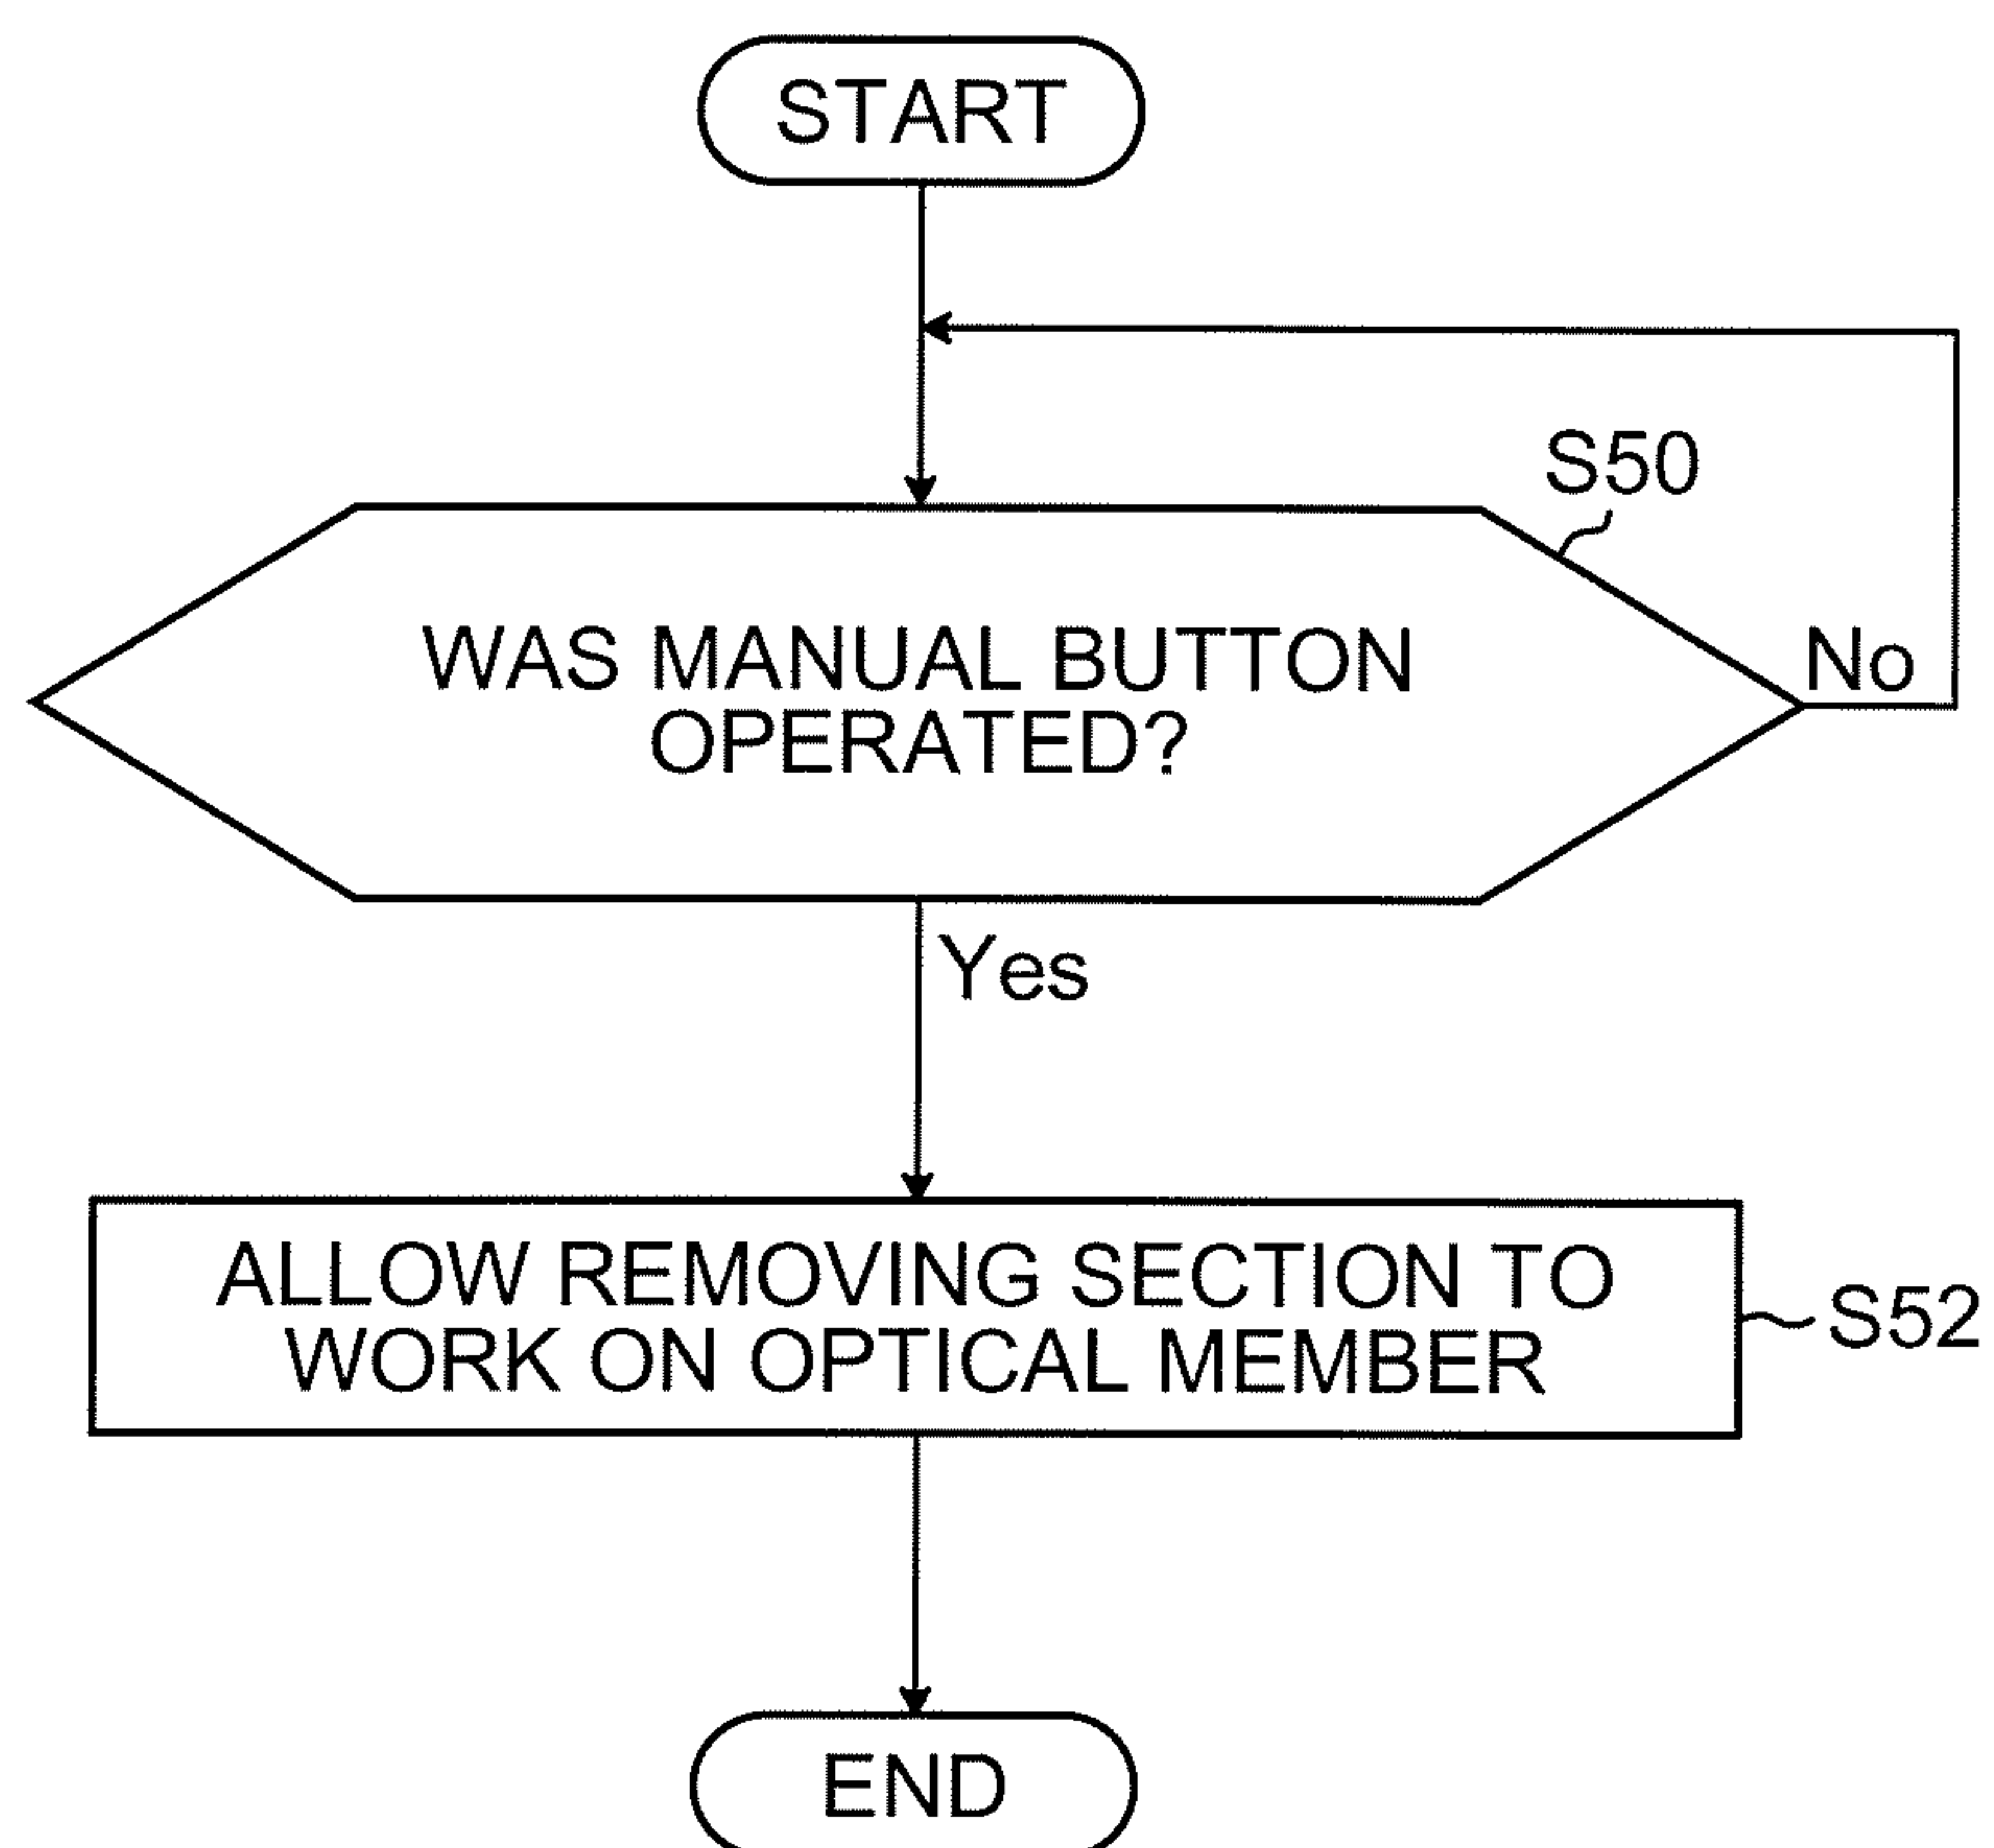 START
S50
WAS MANUAL BUTTON
OPERATED?
No
Yes
ALLOW REMOVING SECTION TO
WORK ON OPTICAL MEMBER
S52
END